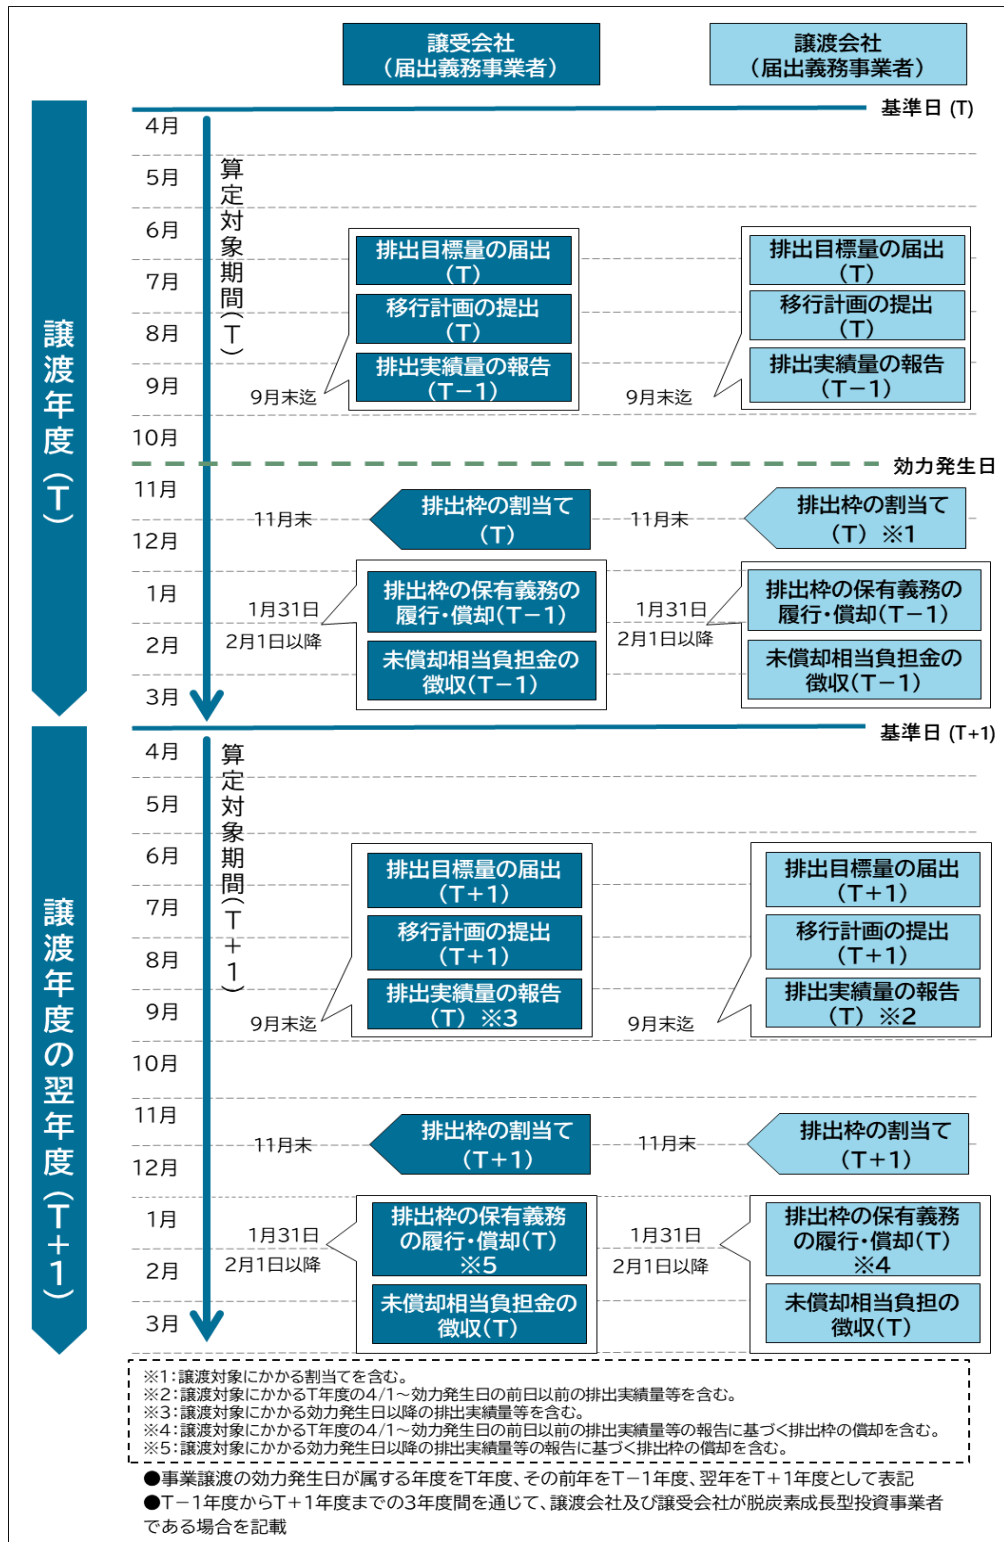 譲受会社
(届出義務事業者)
譲渡会社
(届出義務事業者)
基準日 (T)
譲渡年度(T)
算定対象期間(T)
4月
5月
6月
7月
8月
9月
10月
11月
12月
1月
2月
3月
排出目標量の届出
(T)
移行計画の提出
(T)
排出実績量の報告
(T−1)
9月末迄
排出目標量の届出
(T)
移行計画の提出
(T)
排出実績量の報告
(T−1)
9月末迄
効力発生日
11月末
排出枠の割当て
(T)
11月末
排出枠の割当て
(T) ※1
1月31日
2月1日以降
排出枠の保有義務の
履行・償却(T−1)
未償却相当負担金の
徴収(T−1)
1月31日
2月1日以降
排出枠の保有義務の
履行・償却(T−1)
未償却相当負担金の
徴収(T−1)
基準日 (T+1)
譲渡年度の翌年度(T+1)
算定対象期間(T+1)
4月
5月
6月
7月
8月
9月
10月
11月
12月
1月
2月
3月
排出目標量の届出
(T+1)
移行計画の提出
(T+1)
排出実績量の報告
(T) ※3
9月末迄
排出目標量の届出
(T+1)
移行計画の提出
(T+1)
排出実績量の報告
(T) ※2
9月末迄
11月末
排出枠の割当て
(T+1)
11月末
排出枠の割当て
(T+1)
1月31日
2月1日以降
排出枠の保有義務
の履行・償却(T)
※5
未償却相当負担金の
徴収(T)
1月31日
2月1日以降
排出枠の保有義務
の履行・償却(T)
※4
未償却相当負担の
徴収(T)
※1:譲渡対象にかかる割当てを含む。
※2:譲渡対象にかかるT年度の4/1~効力発生日の前日以前の排出実績量等を含む。
※3:譲渡対象にかかる効力発生日以降の排出実績量等を含む。
※4:譲渡対象にかかるT年度の4/1~効力発生日の前日以前の排出実績量等の報告に基づく排出枠の償却を含む。
※5:譲渡対象にかかる効力発生日以降の排出実績量等の報告に基づく排出枠の償却を含む。
●事業譲渡の効力発生日が属する年度をT年度、その前年をT−1年度、翌年をT+1年度として表記
●T−1年度からT+1年度までの3年度間を通じて、譲渡会社及び譲受会社が脱炭素成長型投資事業者
である場合を記載